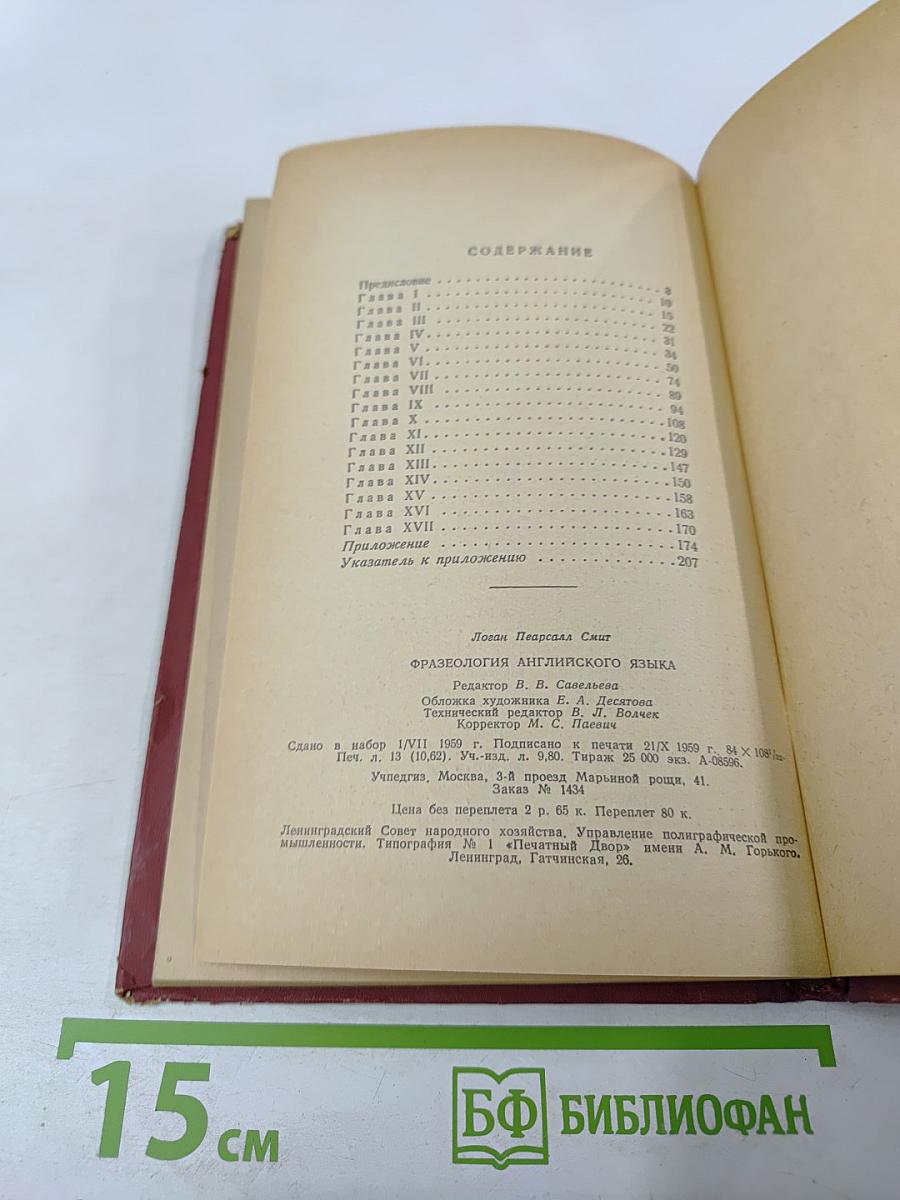 СОДЕРЖАНИЕ
Предисловие 8
Глава I 10
Глава II 15
Глава III 22
Глава IV 31
Глава V 34
Глава VI 50
Глава VII 74
Глава VIII 89
Глава IX 94
Глава X 108
Глава XI 120
Глава XII 129
Глава XIII 147
Глава XIV 150
Глава XV 158
Глава XVI 163
Глава XVII 170
Приложение 174
Указатель к приложению 207
Логан Пеарсалл Смит
ФРАЗЕОЛОГИЯ АНГЛИЙСКОГО ЯЗЫКА
Редактор В. В. Савельева
Обложка художника Е. А. Десятова
Технический редактор В. Л. Волчек
Корректор М. С. Паевич
Сдано в набор 1/VII 1959 г. Подписано к печати 21/X 1959 г. 84 × 108¹/₃₂.
Печ. л. 13 (10,62). Уч.-изд. л. 9,80. Тираж 25 000 экз. А-08596.
Учпедгиз, Москва, 3-й проезд Марьиной рощи, 41.
Заказ № 1434
Цена без переплета 2 р. 65 к. Переплет 80 к.
Ленинградский Совет народного хозяйства. Управление полиграфической про-
мышленности. Типография № 1 «Печатный Двор» имени А. М. Горького.
Ленинград, Гатчинская, 26.
15 см
БФ БИБЛИОФАН